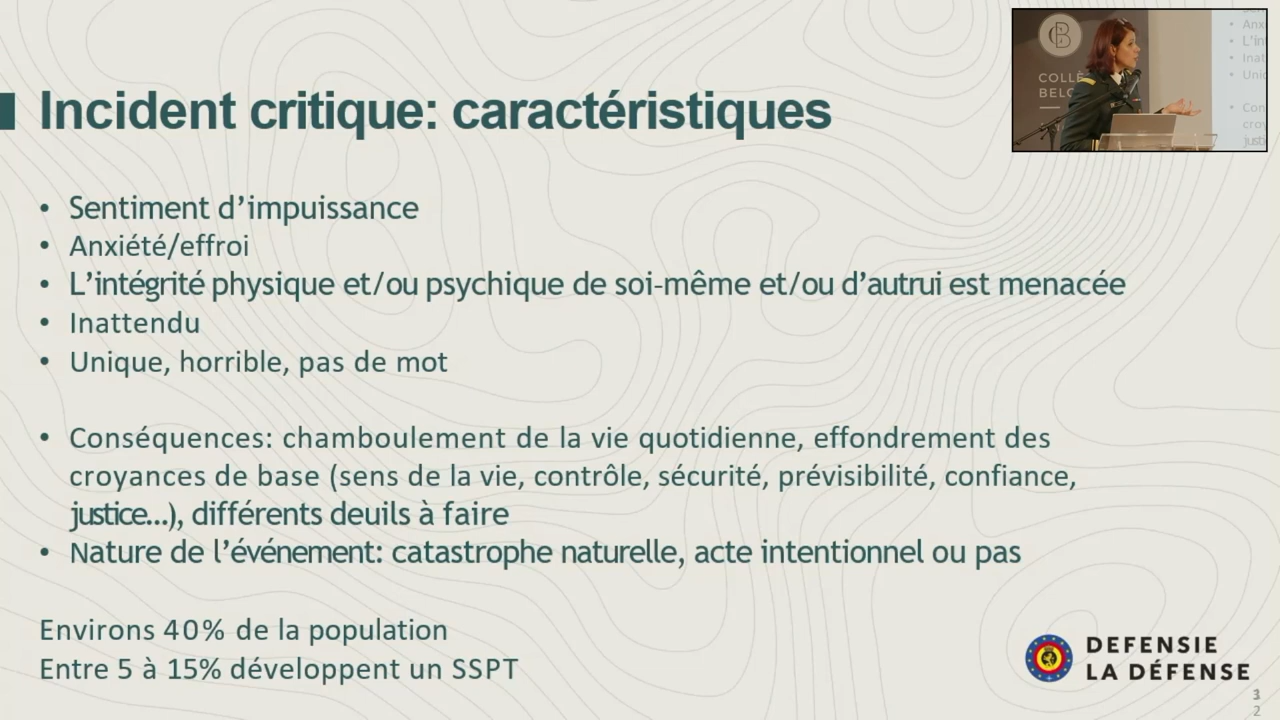 Incident critique: caractéristiques
• Sentiment d’impuissance
• Anxiété/effroi
• L’intégrité physique et/ou psychique de soi-même et/ou d’autrui est menacée
• Inattendu
• Unique, horrible, pas de mot
• Conséquences: chamboulement de la vie quotidienne, effondrement des
croyances de base (sens de la vie, contrôle, sécurité, prévisibilité, confiance,
justice...), différents deuils à faire
• Nature de l’événement: catastrophe naturelle, acte intentionnel ou pas
Environs 40% de la population
Entre 5 à 15% développent un SSPT
DEFENSIE
LA DÉFENSE
CB
COLLÈ
BELG